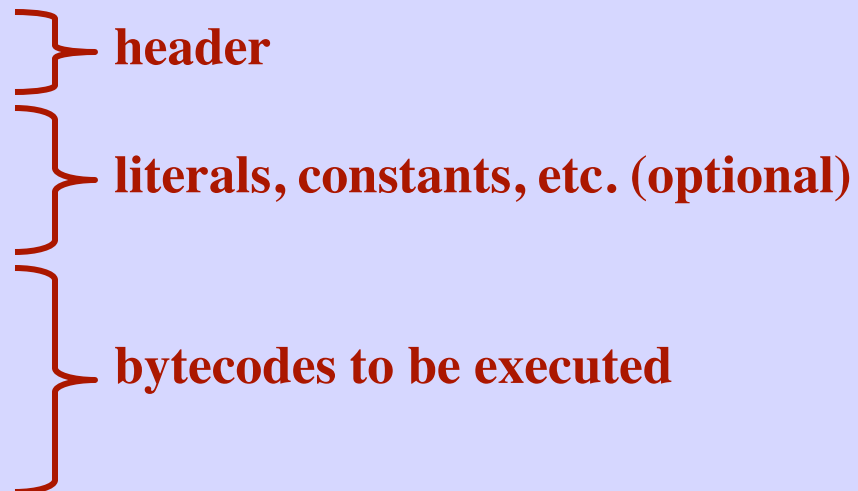 header
literals, constants, etc. (optional)
bytecodes to be executed